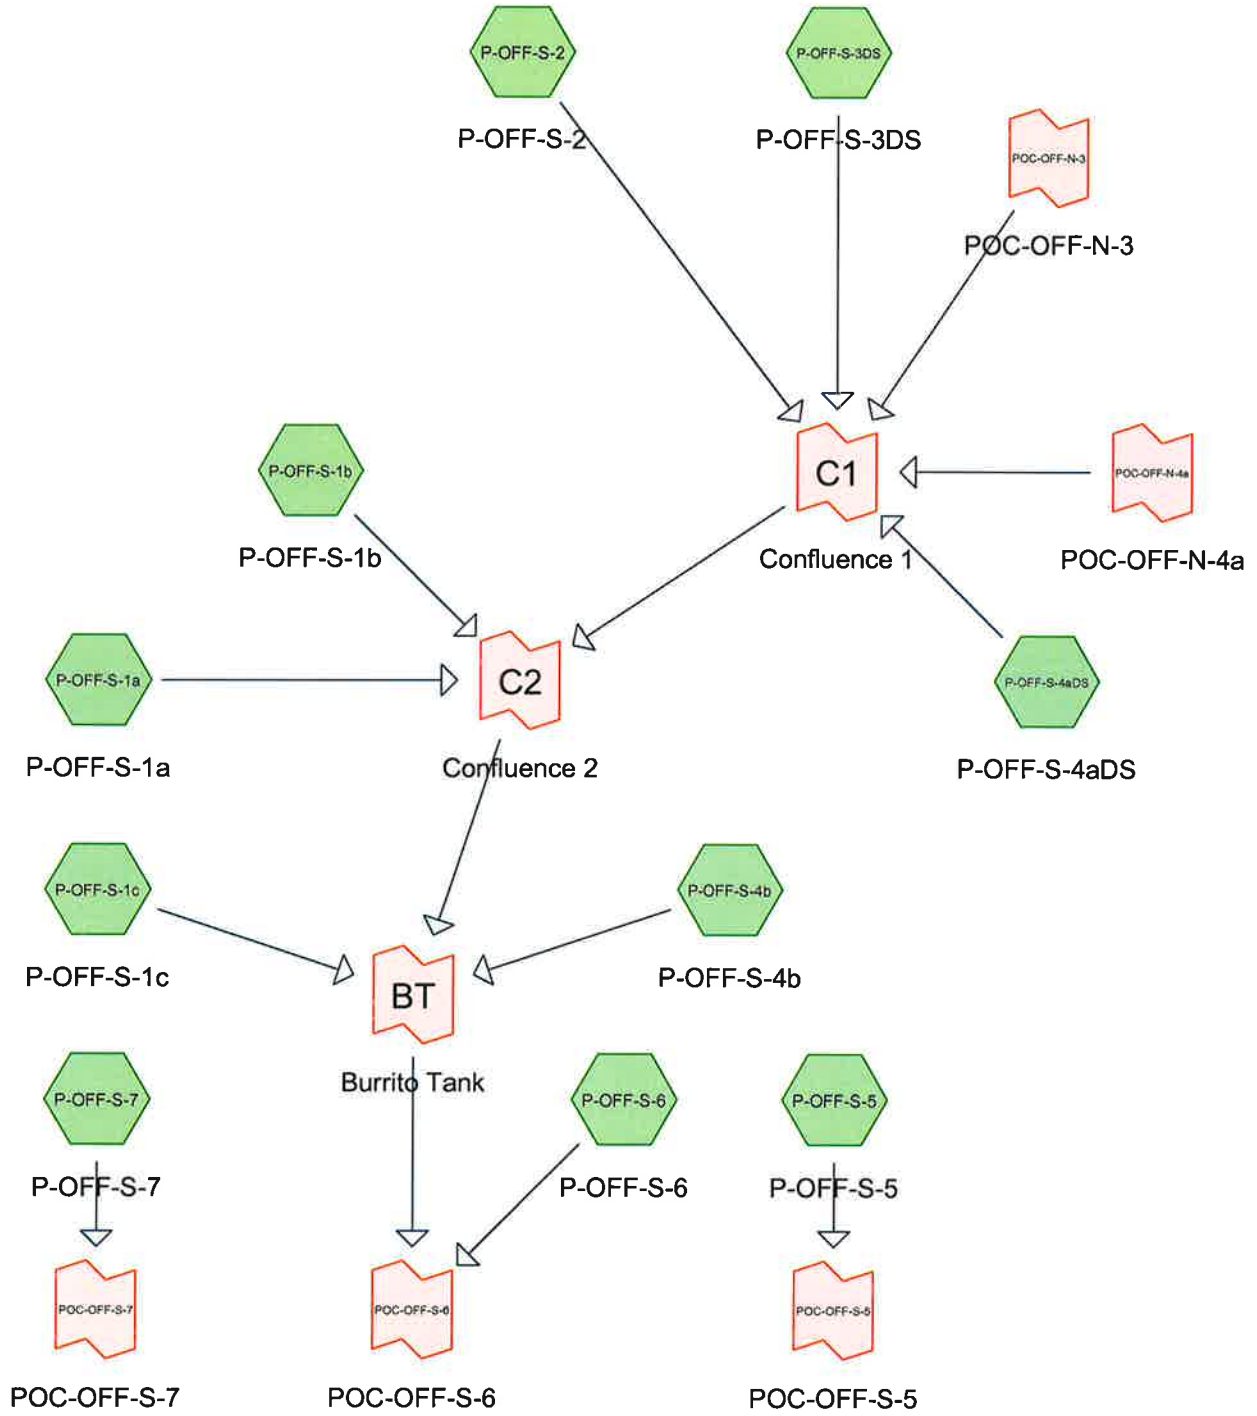 P-OFF-S-2
P-OFF-S-3DS
P-OFF-S-2
P-OFF-S-3DS
POC-OFF-N-3
POC-OFF-N-3
P-OFF-S-1b
C1
POC-OFF-N-4a
P-OFF-S-1b
Confluence 1
POC-OFF-N-4a
P-OFF-S-1a
C2
P-OFF-S-4aDS
P-OFF-S-1a
Confluence 2
P-OFF-S-4aDS
P-OFF-S-1c
P-OFF-S-4b
P-OFF-S-1c
P-OFF-S-4b
BT
Burrito Tank
P-OFF-S-7
P-OFF-S-6
P-OFF-S-5
P-OFF-S-7
P-OFF-S-6
P-OFF-S-5
POC-OFF-S-7
POC-OFF-S-6
POC-OFF-S-5
POC-OFF-S-7
POC-OFF-S-6
POC-OFF-S-5